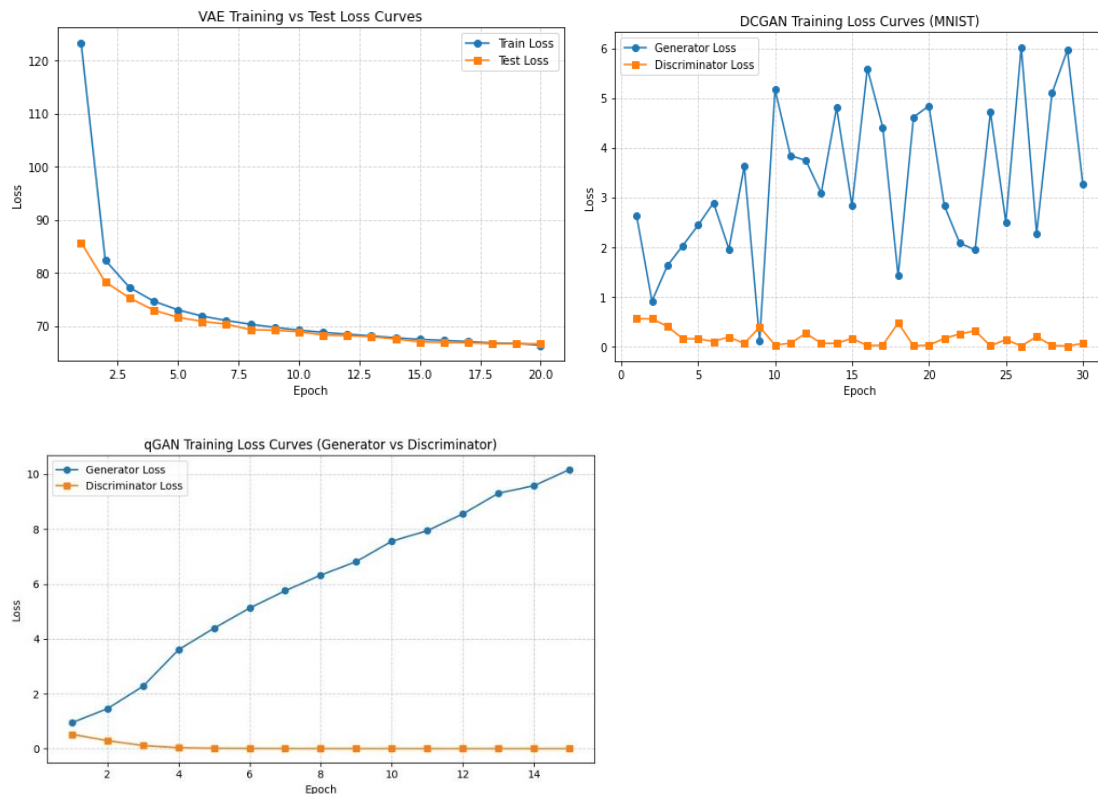 VAE Training vs Test Loss Curves
Train Loss
Test Loss
Loss
120
110
100
90
80
70
2.5 5.0 7.5 10.0 12.5 15.0 17.5 20.0
Epoch
DCGAN Training Loss Curves (MNIST)
Generator Loss
Discriminator Loss
Loss
6
5
4
3
2
1
0
0 5 10 15 20 25 30
Epoch
qGAN Training Loss Curves (Generator vs Discriminator)
Generator Loss
Discriminator Loss
Loss
10
8
6
4
2
0
2 4 6 8 10 12 14
Epoch